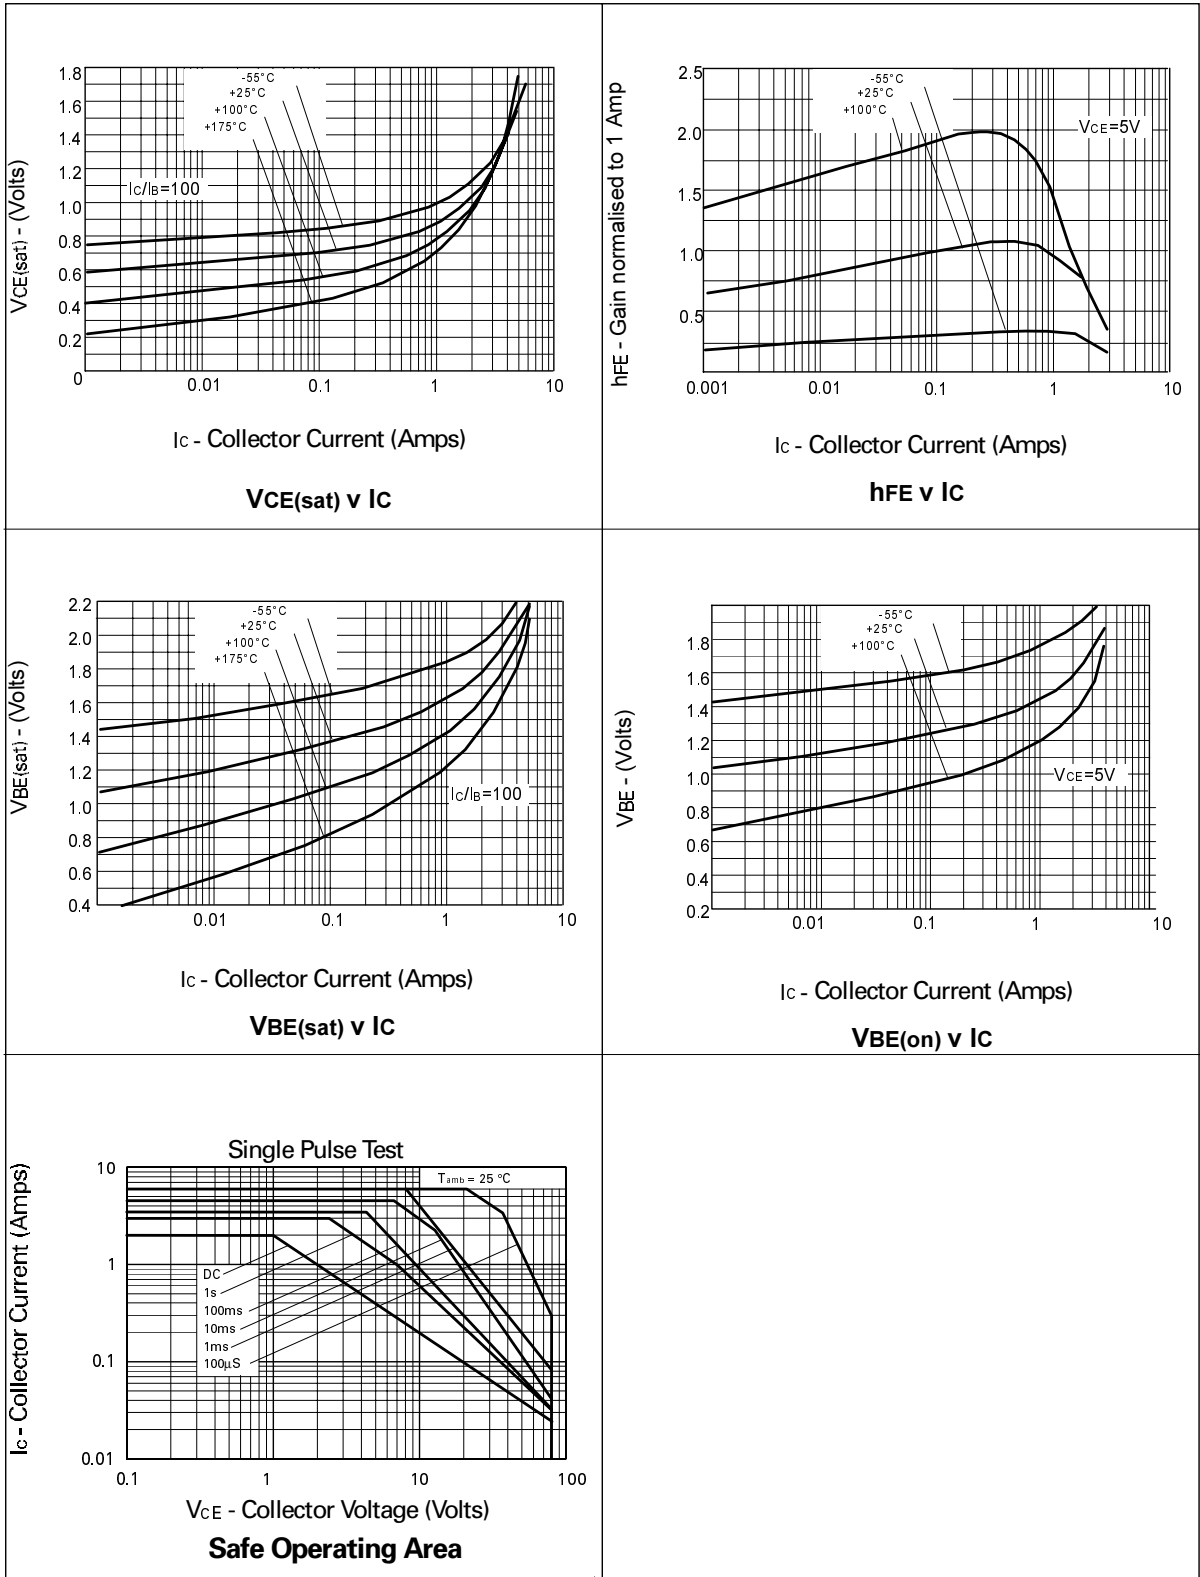 1.8
1.6
1.4
1.2
1.0
0.8
0.6
0.4
0.2
0
0.01
0.1
1
10
-55°C
+25°C
+100°C
+175°C
IC/IB=100
VCE(sat) - (Volts)
IC - Collector Current (Amps)
VCE(sat) v IC
2.5
2.0
1.5
1.0
0.5
0.001
0.01
0.1
1
10
-55°C
+25°C
+100°C
VCE=5V
hFE - Gain normalised to 1 Amp
IC - Collector Current (Amps)
hFE v IC
2.2
2.0
1.8
1.6
1.4
1.2
1.0
0.8
0.6
0.4
0.01
0.1
1
10
-55°C
+25°C
+100°C
+175°C
IC/IB=100
VBE(sat) - (Volts)
IC - Collector Current (Amps)
VBE(sat) v IC
1.8
1.6
1.4
1.2
1.0
0.8
0.6
0.4
0.2
0.01
0.1
1
10
-55°C
+25°C
+100°C
VCE=5V
VBE - (Volts)
IC - Collector Current (Amps)
VBE(on) v IC
Single Pulse Test
Tamb = 25 °C
10
1
0.1
0.01
0.1
1
10
100
DC
1s
100ms
10ms
1ms
100µS
IC - Collector Current (Amps)
VCE - Collector Voltage (Volts)
Safe Operating Area